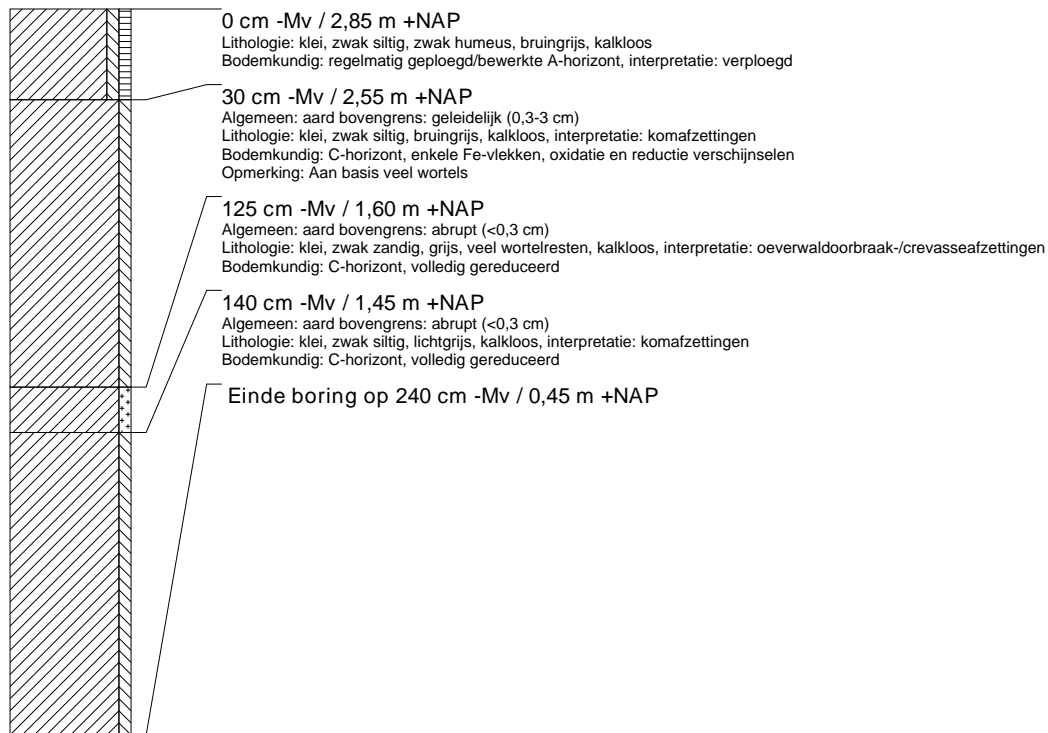 0 cm -Mv / 2,85 m +NAP
Lithologie: klei, zwak siltig, zwak humeus, bruingrijs, kalkloos
Bodemkundig: regelmatig geploegd/bewerkte A-horizont, interpretatie: verploegd
30 cm -Mv / 2,55 m +NAP
Algemeen: aard bovengrens: geleidelijk (0,3-3 cm)
Lithologie: klei, zwak siltig, bruingrijs, kalkloos, interpretatie: komafzettingen
Bodemkundig: C-horizont, enkele Fe-vlekken, oxidatie en reductie verschijnselen
Opmerking: Aan basis veel wortels
125 cm -Mv / 1,60 m +NAP
Algemeen: aard bovengrens: abrupt (<0,3 cm)
Lithologie: klei, zwak zandig, grijs, veel wortelresten, kalkloos, interpretatie: oeverwaldoorbraak-/crevasseafzettingen
Bodemkundig: C-horizont, volledig gereduceerd
140 cm -Mv / 1,45 m +NAP
Algemeen: aard bovengrens: abrupt (<0,3 cm)
Lithologie: klei, zwak siltig, lichtgrijs, kalkloos, interpretatie: komafzettingen
Bodemkundig: C-horizont, volledig gereduceerd
Einde boring op 240 cm -Mv / 0,45 m +NAP